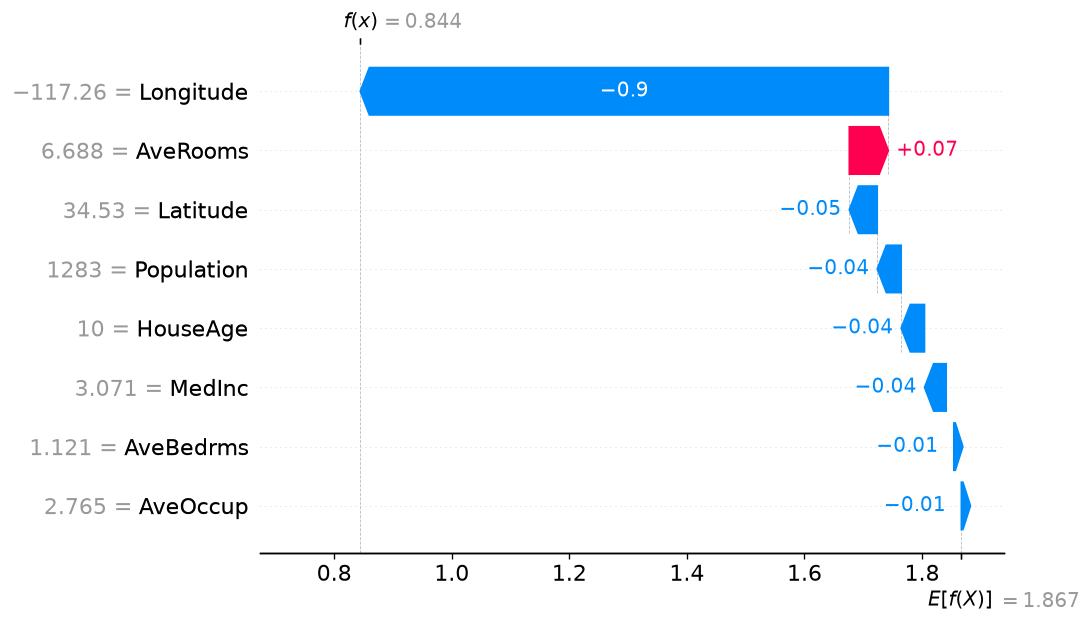 f(x) = 0.844
−117.26 = Longitude −0.9
6.688 = AveRooms +0.07
34.53 = Latitude −0.05
1283 = Population −0.04
10 = HouseAge −0.04
3.071 = MedInc −0.04
1.121 = AveBedrms −0.01
2.765 = AveOccup −0.01
0.8 1.0 1.2 1.4 1.6 1.8
E[f(X)] = 1.867